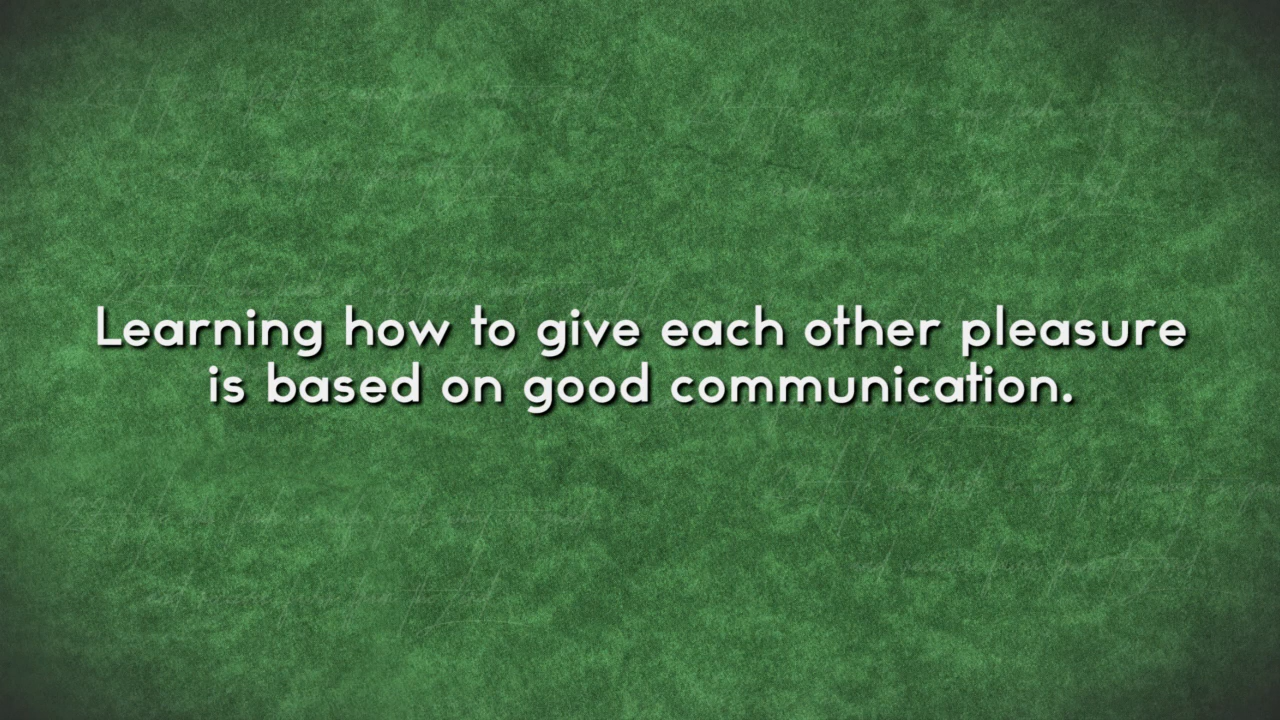 Learning how to give each other pleasure
is based on good communication.